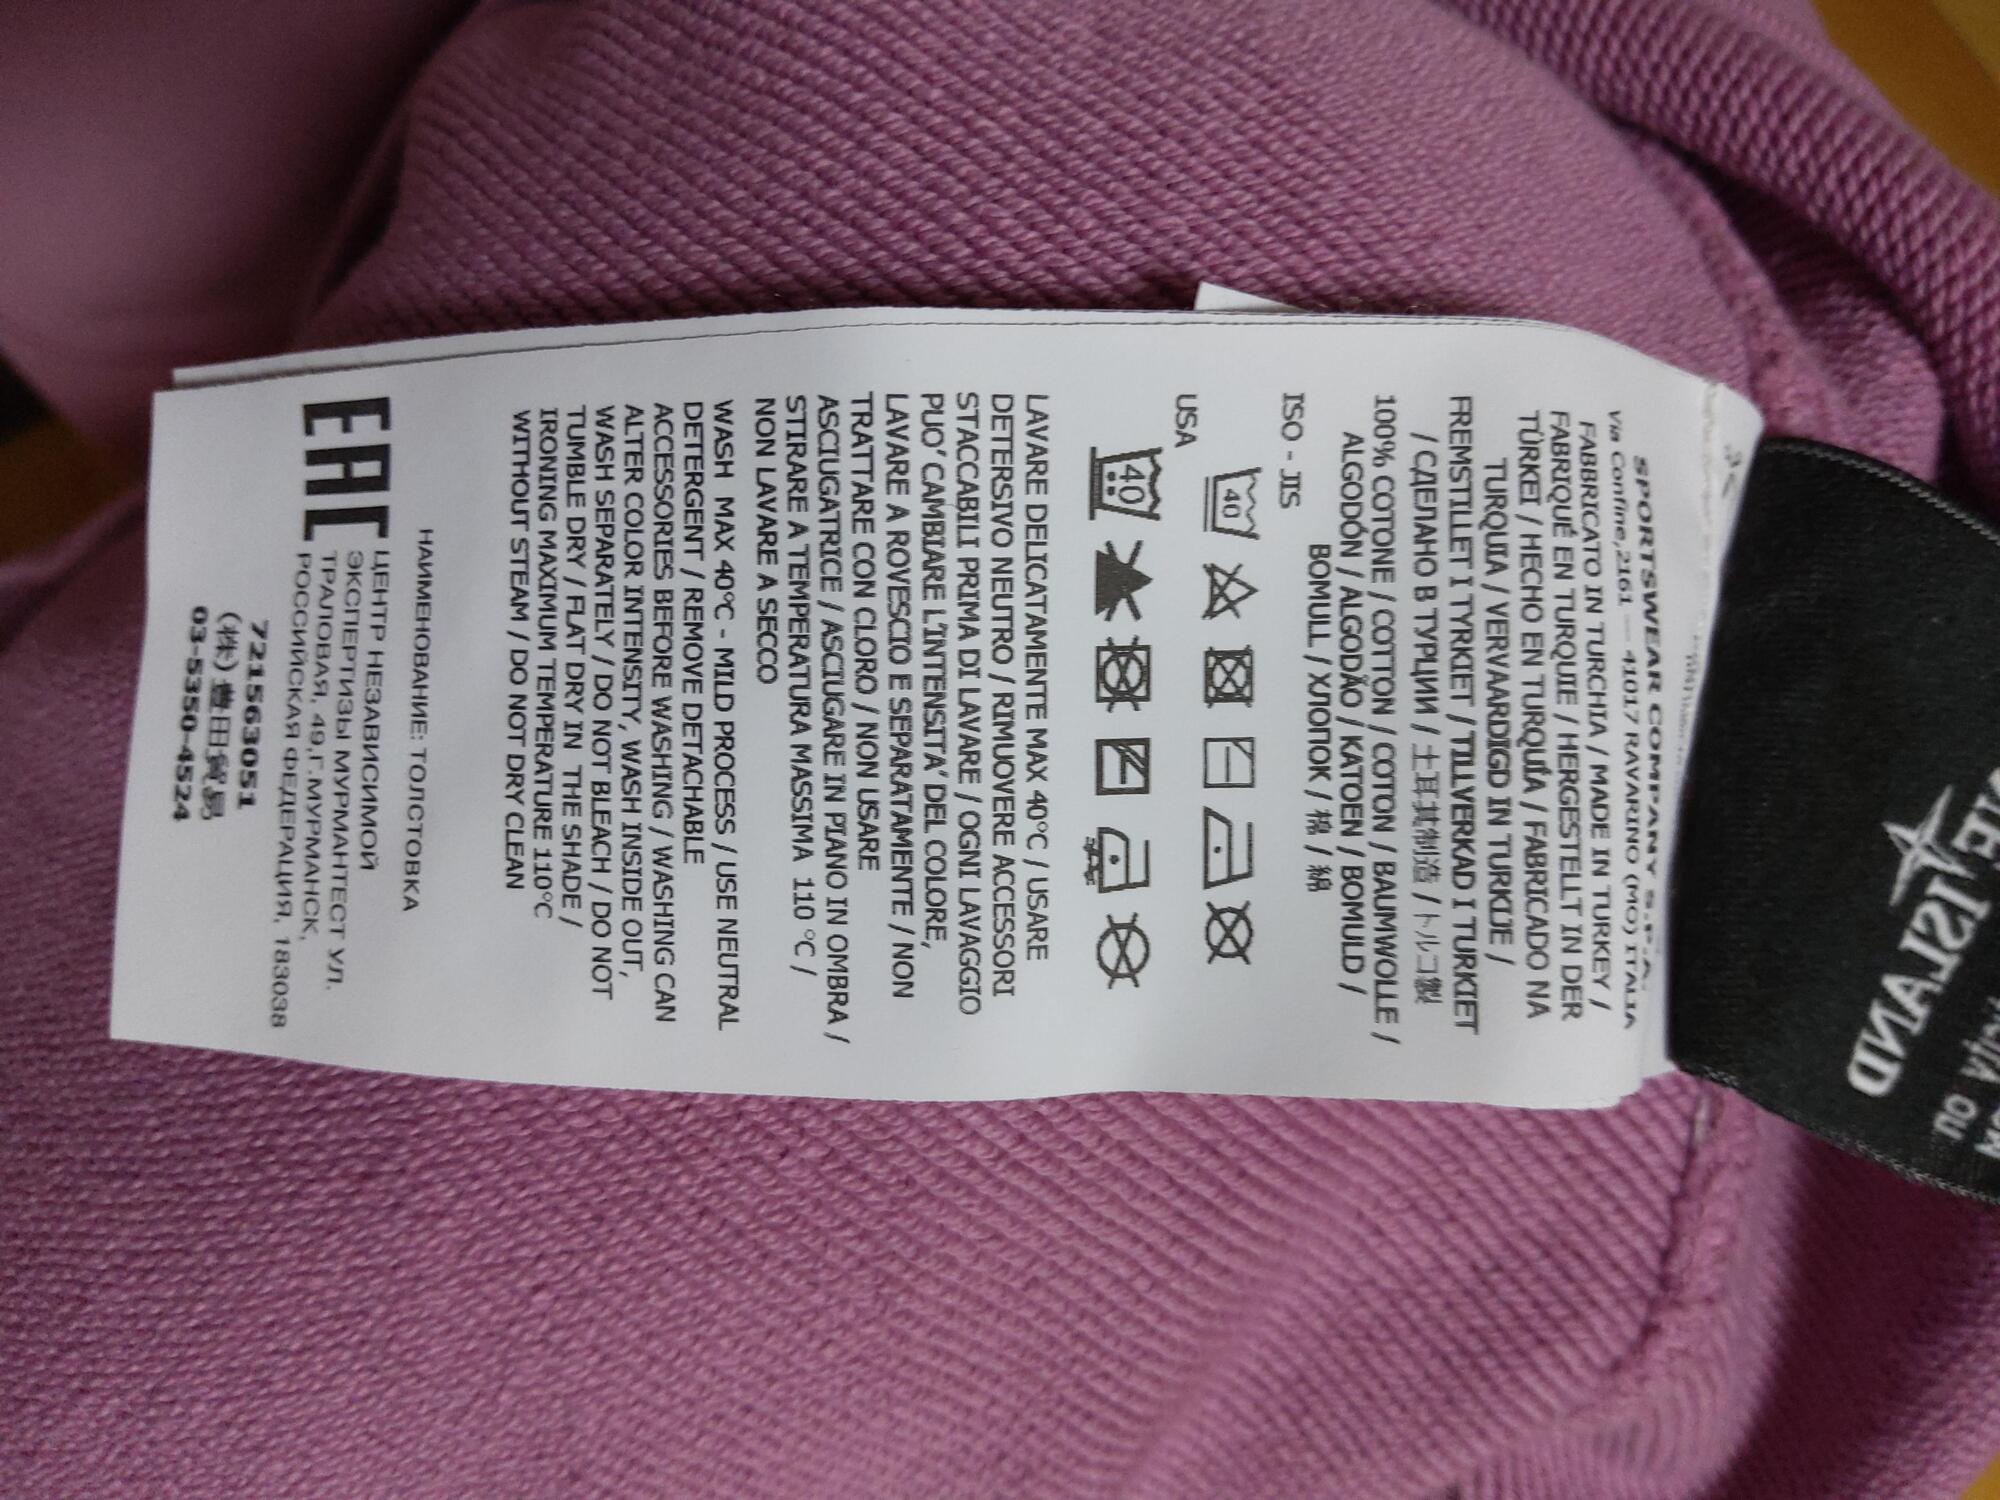 SPORTSWEAR COMPANY S.P.A.
Via Confine,2161 — 41017 RAVARINO (MO) ITALIA
FABBRICATO IN TURCHIA / MADE IN TURKEY /
FABRIQUÉ EN TURQUIE / HERGESTELLT IN DER
TÜRKEI / HECHO EN TURQUÍA / FABRICADO NA
TURQUIA / VERVAARDIGD IN TURKIJE /
FREMSTILLET I TYRKIET / TILLVERKAD I TURKIET
/ СДЕЛАНО В ТУРЦИИ / 土耳其制造 / トルコ製
100% COTONE / COTTON / COTON / BAUMWOLLE /
ALGODÓN / ALGODÃO / KATOEN / BOMULD /
BOMULL / ХЛОПОК / 棉 / 綿
ISO - JIS
40
USA
40
LAVARE DELICATAMENTE MAX 40°C / USARE
DETERSIVO NEUTRO / RIMUOVERE ACCESSORI
STACCABILI PRIMA DI LAVARE / OGNI LAVAGGIO
PUO' CAMBIARE L'INTENSITA' DEL COLORE,
LAVARE A ROVESCIO E SEPARATAMENTE / NON
TRATTARE CON CLORO / NON USARE
ASCIUGATRICE / ASCIUGARE IN PIANO IN OMBRA /
STIRARE A TEMPERATURA MASSIMA 110 °C /
NON LAVARE A SECCO
WASH MAX 40°C - MILD PROCESS / USE NEUTRAL
DETERGENT / REMOVE DETACHABLE
ACCESSORIES BEFORE WASHING / WASHING CAN
ALTER COLOR INTENSITY, WASH INSIDE OUT,
WASH SEPARATELY / DO NOT BLEACH / DO NOT
TUMBLE DRY / FLAT DRY IN THE SHADE /
IRONING MAXIMUM TEMPERATURE 110°C
WITHOUT STEAM / DO NOT DRY CLEAN
НАИМЕНОВАНИЕ: ТОЛСТОВКА
EAC
ЦЕНТР НЕЗАВИСИМОЙ
ЭКСПЕРТИЗЫ МУРМАНТЕСТ УЛ.
ТРАЛОВАЯ, 49,Г.МУРМАНСК,
РОССИЙСКАЯ ФЕДЕРАЦИЯ, 183038
721563051
(株) 豊田貿易
03-5350-4524
ISLAND